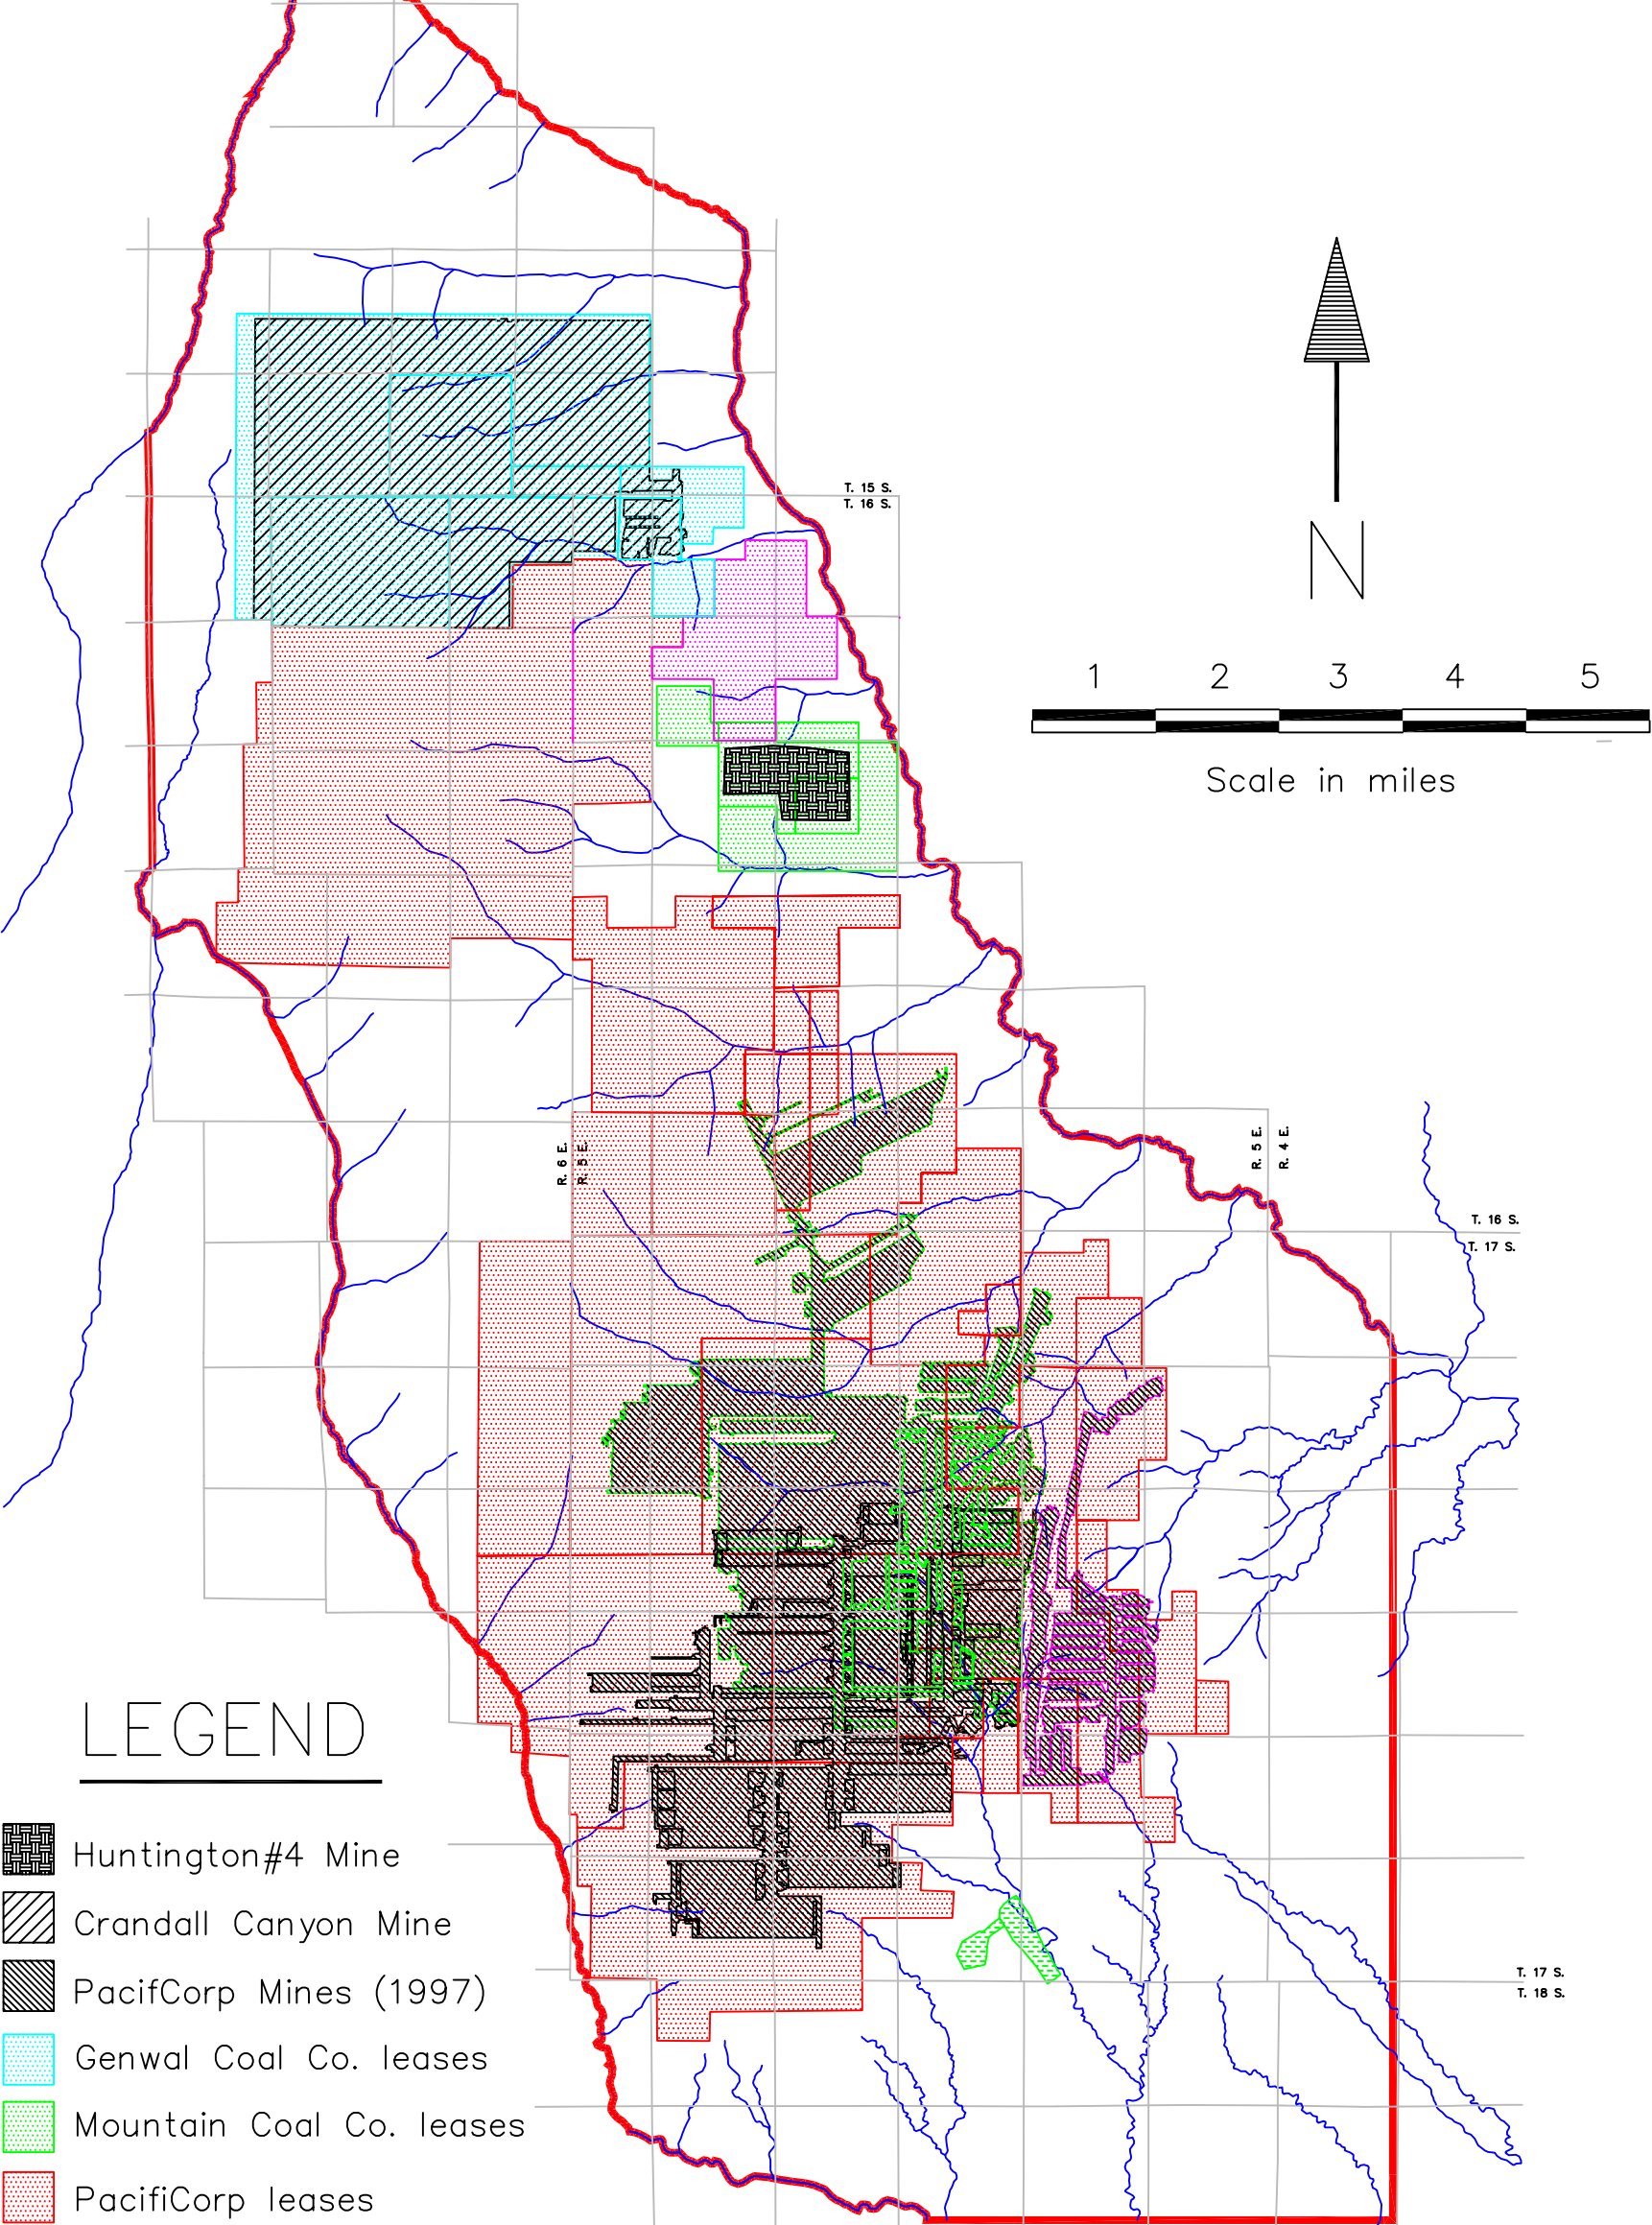 T. 15 S.
T. 16 S.
N
1 2 3 4 5
Scale in miles
R. 6 E.
R. 5 E.
R. 5 E.
R. 4 E.
T. 16 S.
T. 17 S.
LEGEND
Huntington#4 Mine
Crandall Canyon Mine
PacifCorp Mines (1997)
T. 17 S.
T. 18 S.
Genwal Coal Co. leases
Mountain Coal Co. leases
PacifiCorp leases